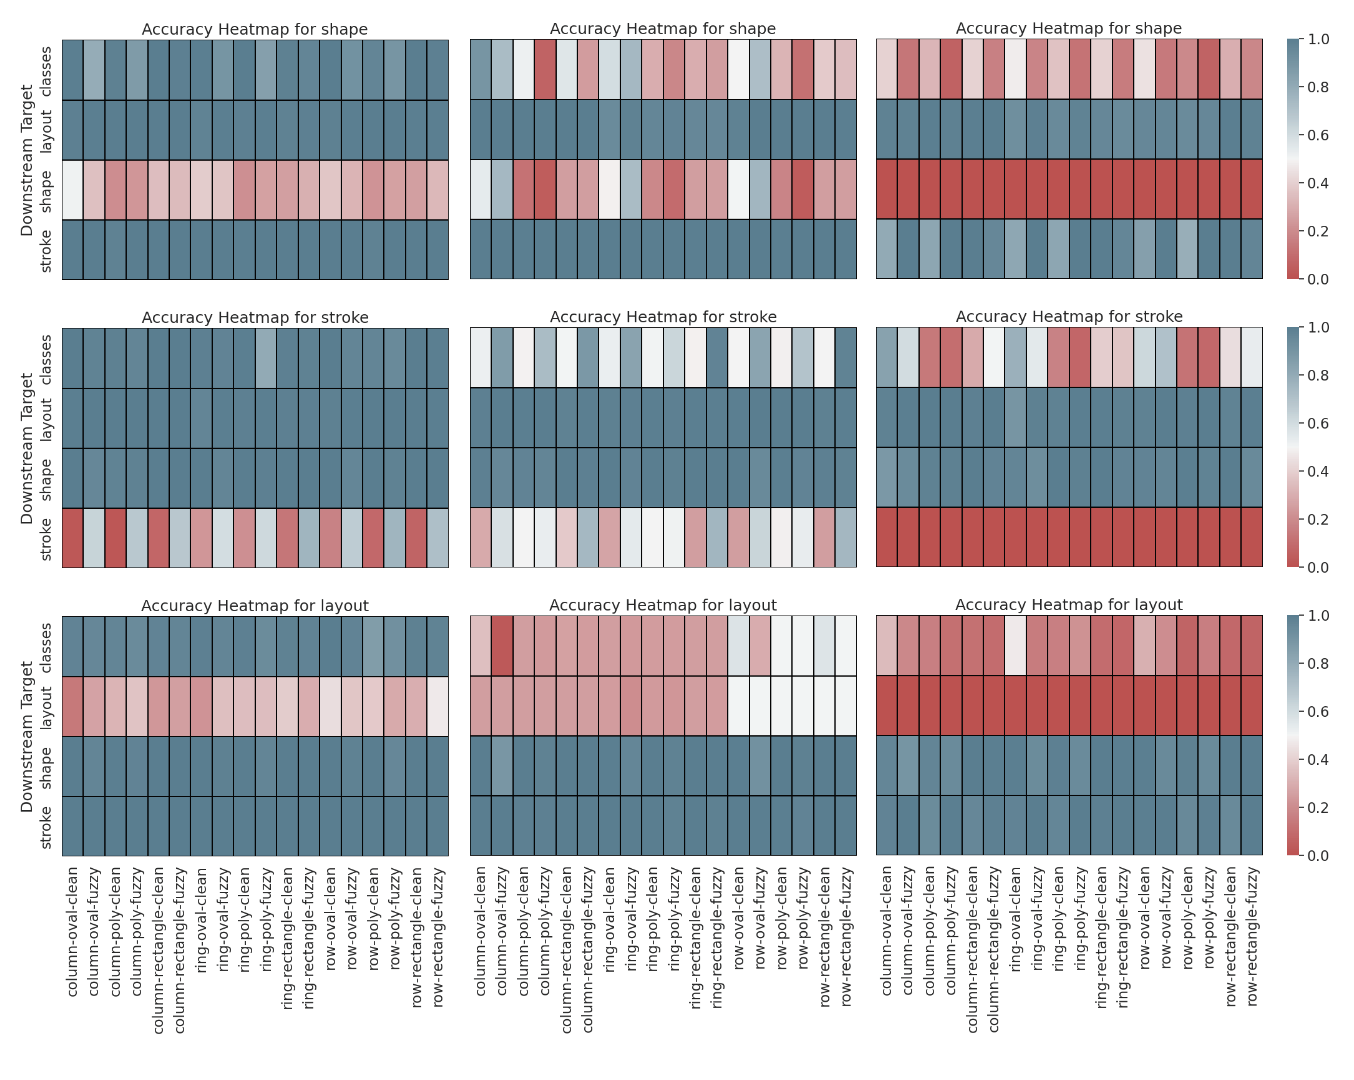 Accuracy Heatmap for shape
Accuracy Heatmap for shape
Accuracy Heatmap for shape
Downstream Target
classes
layout
shape
stroke
1.0
0.8
0.6
0.4
0.2
0.0
Accuracy Heatmap for stroke
Accuracy Heatmap for stroke
Accuracy Heatmap for stroke
Downstream Target
classes
layout
shape
stroke
1.0
0.8
0.6
0.4
0.2
0.0
Accuracy Heatmap for layout
Accuracy Heatmap for layout
Accuracy Heatmap for layout
Downstream Target
classes
layout
shape
stroke
1.0
0.8
0.6
0.4
0.2
0.0
column-oval-clean
column-oval-fuzzy
column-poly-clean
column-poly-fuzzy
column-rectangle-clean
column-rectangle-fuzzy
ring-oval-clean
ring-oval-fuzzy
ring-poly-clean
ring-poly-fuzzy
ring-rectangle-clean
ring-rectangle-fuzzy
row-oval-clean
row-oval-fuzzy
row-poly-clean
row-poly-fuzzy
row-rectangle-clean
row-rectangle-fuzzy
column-oval-clean
column-oval-fuzzy
column-poly-clean
column-poly-fuzzy
column-rectangle-clean
column-rectangle-fuzzy
ring-oval-clean
ring-oval-fuzzy
ring-poly-clean
ring-poly-fuzzy
ring-rectangle-clean
ring-rectangle-fuzzy
row-oval-clean
row-oval-fuzzy
row-poly-clean
row-poly-fuzzy
row-rectangle-clean
row-rectangle-fuzzy
column-oval-clean
column-oval-fuzzy
column-poly-clean
column-poly-fuzzy
column-rectangle-clean
column-rectangle-fuzzy
ring-oval-clean
ring-oval-fuzzy
ring-poly-clean
ring-poly-fuzzy
ring-rectangle-clean
ring-rectangle-fuzzy
row-oval-clean
row-oval-fuzzy
row-poly-clean
row-poly-fuzzy
row-rectangle-clean
row-rectangle-fuzzy